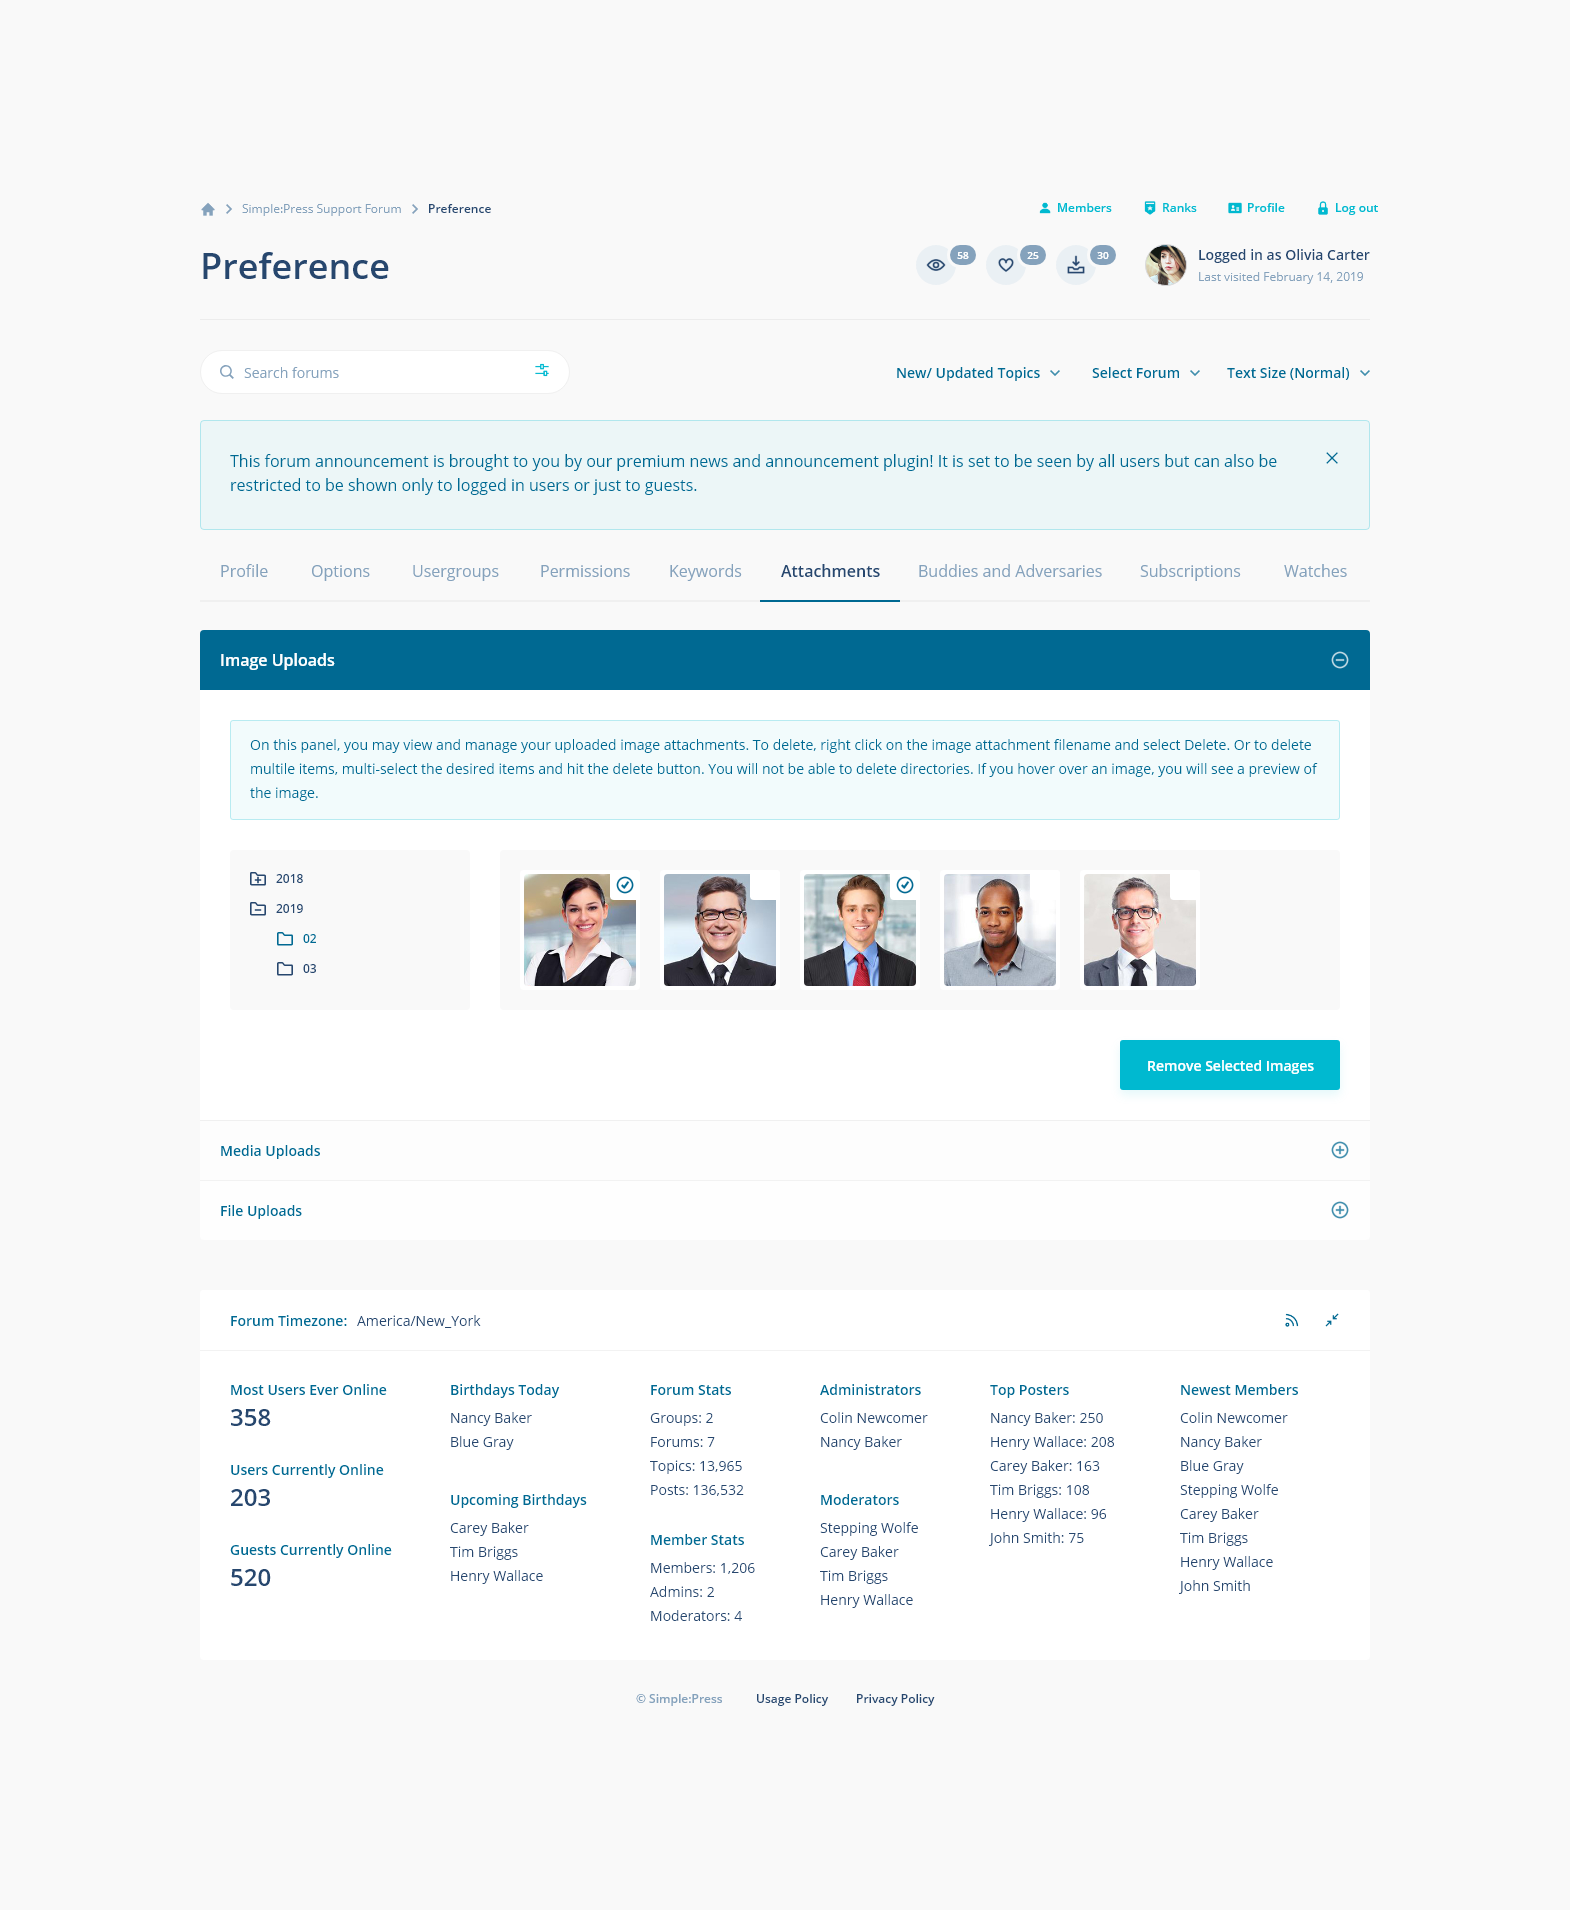 Simple:Press Support Forum Preference
Members Ranks Profile Log out
Preference
58 25 30
Logged in as Olivia Carter
Last visited February 14, 2019
Search forums
New/ Updated Topics Select Forum Text Size (Normal)
This forum announcement is brought to you by our premium news and announcement plugin! It is set to be seen by all users but can also be
restricted to be shown only to logged in users or just to guests.
Profile Options Usergroups Permissions Keywords Attachments Buddies and Adversaries Subscriptions Watches
Image Uploads
On this panel, you may view and manage your uploaded image attachments. To delete, right click on the image attachment filename and select Delete. Or to delete
multile items, multi-select the desired items and hit the delete button. You will not be able to delete directories. If you hover over an image, you will see a preview of
the image.
2018
2019
02
03
Remove Selected Images
Media Uploads
File Uploads
Forum Timezone: America/New_York
Most Users Ever Online
358
Users Currently Online
203
Guests Currently Online
520
Birthdays Today
Nancy Baker
Blue Gray
Upcoming Birthdays
Carey Baker
Tim Briggs
Henry Wallace
Forum Stats
Groups: 2
Forums: 7
Topics: 13,965
Posts: 136,532
Member Stats
Members: 1,206
Admins: 2
Moderators: 4
Administrators
Colin Newcomer
Nancy Baker
Moderators
Stepping Wolfe
Carey Baker
Tim Briggs
Henry Wallace
Top Posters
Nancy Baker: 250
Henry Wallace: 208
Carey Baker: 163
Tim Briggs: 108
Henry Wallace: 96
John Smith: 75
Newest Members
Colin Newcomer
Nancy Baker
Blue Gray
Stepping Wolfe
Carey Baker
Tim Briggs
Henry Wallace
John Smith
© Simple:Press Usage Policy Privacy Policy